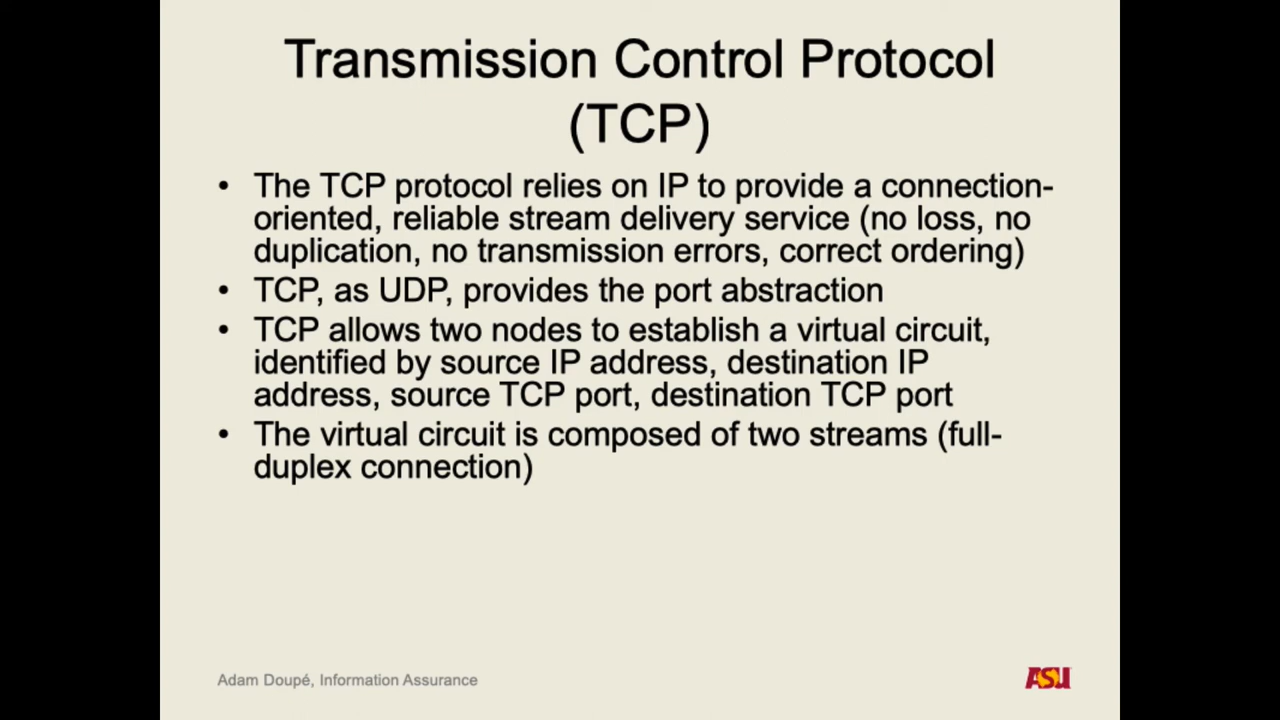 Transmission Control Protocol
(TCP)
• The TCP protocol relies on IP to provide a connection-
oriented, reliable stream delivery service (no loss, no
duplication, no transmission errors, correct ordering)
• TCP, as UDP, provides the port abstraction
• TCP allows two nodes to establish a virtual circuit,
identified by source IP address, destination IP
address, source TCP port, destination TCP port
• The virtual circuit is composed of two streams (full-
duplex connection)
Adam Doupé, Information Assurance
ASU